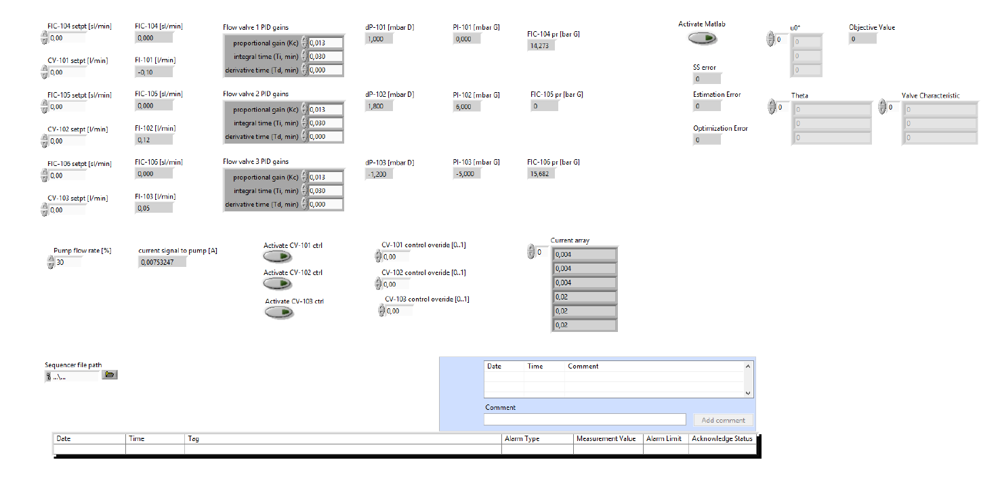 FIC-104 setpt [sl/min] FIC-104 [sl/min] Flow valve 1 PID gains dP-101 [mbar D] PI-101 [mbar G] FIC-104 pr [bar G] Activate Matlab u0* Objective Value
0,00 0,000 proportional gain (Kc) 0,013 1,000 0,000 14,273 0 0 0
integral time (Ti, min) 0,030 0
derivative time (Td, min) 0,000 0
CV-101 setpt [l/min] FI-101 [l/min] SS error
0,00 -0,10 0
FIC-105 setpt [sl/min] FIC-105 [sl/min] Flow valve 2 PID gains dP-102 [mbar D] PI-102 [mbar G] FIC-105 pr [bar G] Estimation Error Theta Valve Characteristic
0,00 0,000 proportional gain (Kc) 0,013 1,800 6,000 0 0 0 0 0 0
integral time (Ti, min) 0,030 0 0
derivative time (Td, min) 0,000 0 0
CV-102 setpt [l/min] FI-102 [l/min] Optimization Error
0,00 0,12 0
FIC-106 setpt [sl/min] FIC-106 [sl/min] Flow valve 3 PID gains dP-103 [mbar D] PI-103 [mbar G] FIC-106 pr [bar G]
0,00 0,000 proportional gain (Kc) 0,013 -1,200 -5,000 15,682
integral time (Ti, min) 0,030
derivative time (Td, min) 0,000
CV-103 setpt [l/min] FI-103 [l/min]
0,00 0,05
Pump flow rate [%] current signal to pump [A]
30 0,00753247
Activate CV-101 ctrl
Activate CV-102 ctrl
Activate CV-103 ctrl
CV-101 control overide [0..1]
0,00
CV-102 control overide [0..1]
0,00
CV-103 control overide [0..1]
0,00
Current array
0 0,004
0,004
0,004
0,02
0,02
0,02
Sequencer file path
...\...
Date Time Comment
Comment
Add comment
Date Time Tag Alarm Type Measurement Value Alarm Limit Acknowledge Status